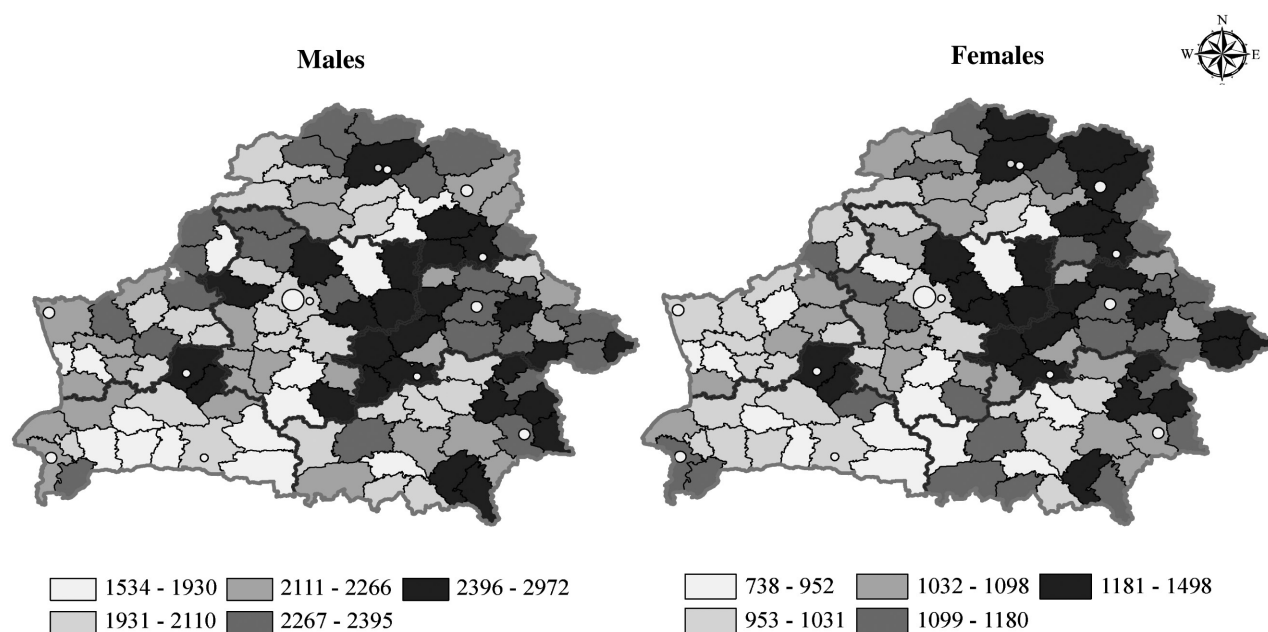 Males
Females
N
W E
1534 - 1930 2111 - 2266 2396 - 2972
1931 - 2110 2267 - 2395
738 - 952 1032 - 1098 1181 - 1498
953 - 1031 1099 - 1180